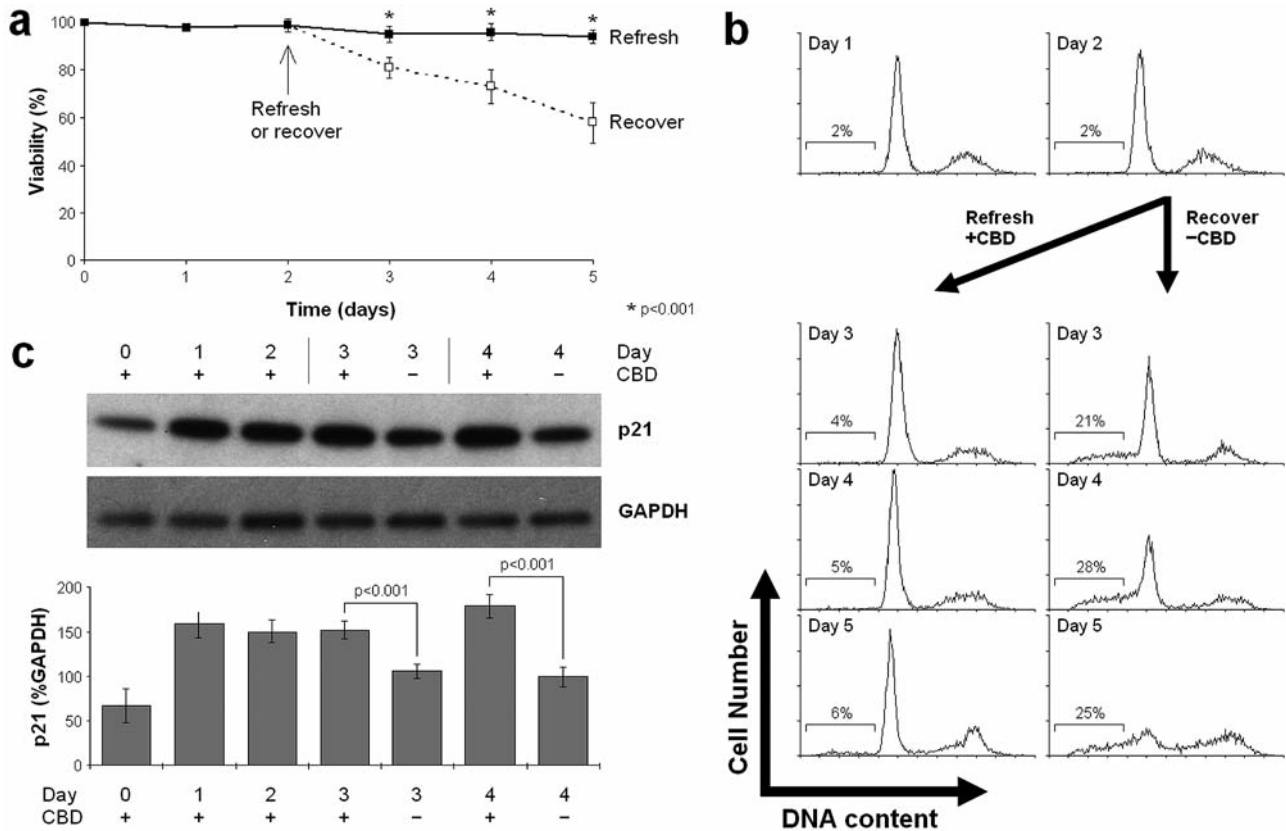 a
100
80
60
40
20
0
Viability (%)
* * *
Refresh
Recover
Refresh
or recover
0 1 2 3 4 5
Time (days)
* p<0.001
b
Day 1
2%
Day 2
2%
Refresh
+CBD
Recover
−CBD
Day 3
4%
Day 3
21%
Day 4
5%
Day 4
28%
Day 5
6%
Day 5
25%
Cell Number
DNA content
c
0 1 2 3 3 4 4 Day
+ + + + − + − CBD
p21
GAPDH
200
150
100
50
0
p21 (%GAPDH)
p<0.001
p<0.001
Day 0 1 2 3 3 4 4
CBD + + + + − + −